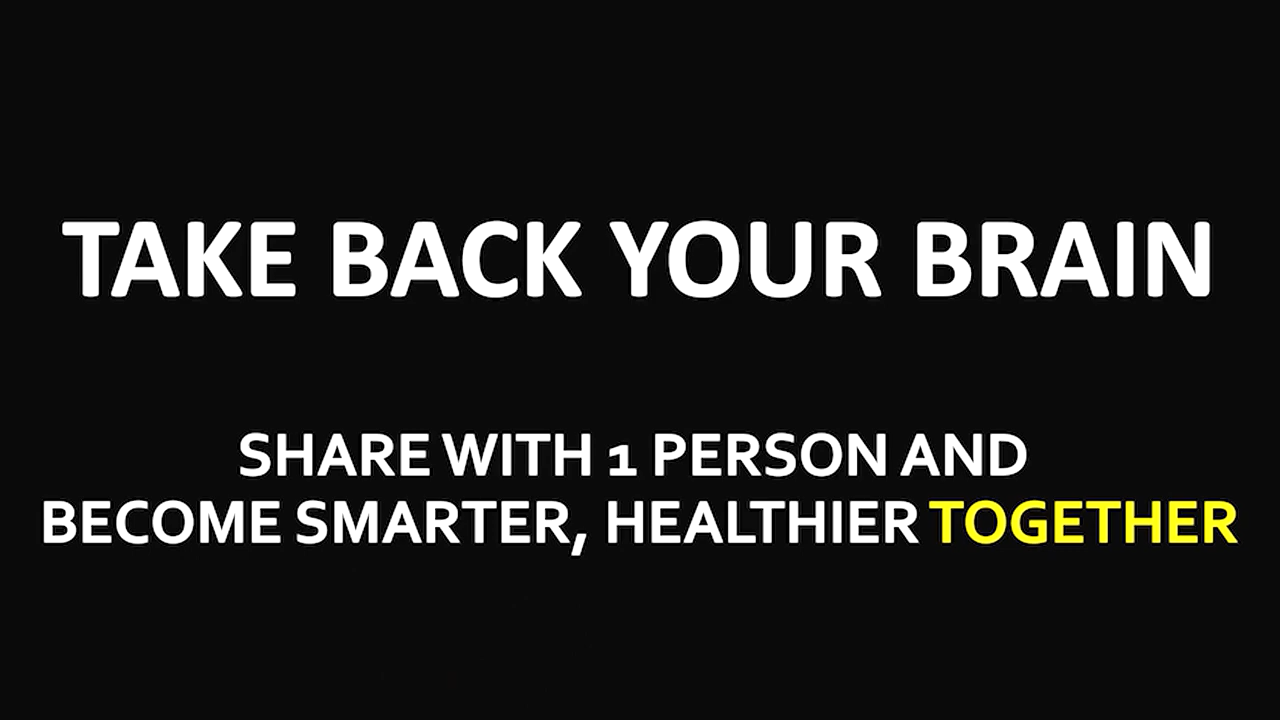 TAKE BACK YOUR BRAIN
SHARE WITH 1 PERSON AND
BECOME SMARTER, HEALTHIER TOGETHER